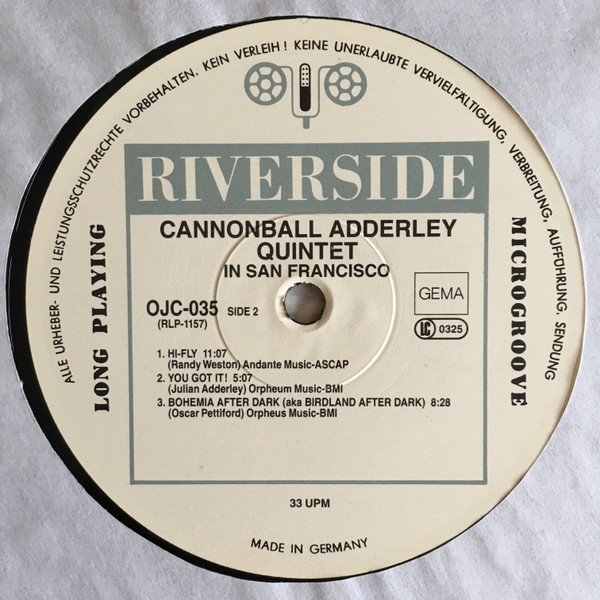 ALLE URHEBER- UND LEISTUNGSSCHUTZRECHTE VORBEHALTEN. KEIN VERLEIH! KEINE UNERLAUBTE VERVIELFÄLTIGUNG, VERBREITUNG, AUFFÜHRUNG, SENDUNG
RIVERSIDE
LONG PLAYING
MICROGROOVE
CANNONBALL ADDERLEY
QUINTET
IN SAN FRANCISCO
OJC-035 SIDE 2
(RLP-1157)
GEMA
LC 0325
1. HI-FLY 11:07
(Randy Weston) Andante Music-ASCAP
2. YOU GOT IT! 5:07
(Julian Adderley) Orpheum Music-BMI
3. BOHEMIA AFTER DARK (aka BIRDLAND AFTER DARK) 8:28
(Oscar Pettiford) Orpheus Music-BMI
33 UPM
MADE IN GERMANY